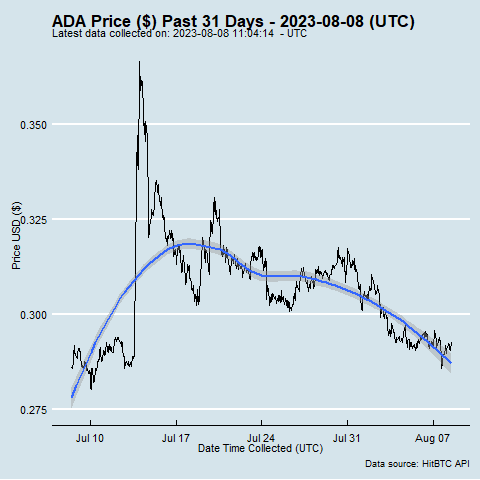 ADA Price ($) Past 31 Days - 2023-08-08 (UTC)
Latest data collected on: 2023-08-08 11:04:14 - UTC
Price USD ($)
0.350
0.325
0.300
0.275
Jul 10 Jul 17 Jul 24 Jul 31 Aug 07
Date Time Collected (UTC)
Data source: HitBTC API